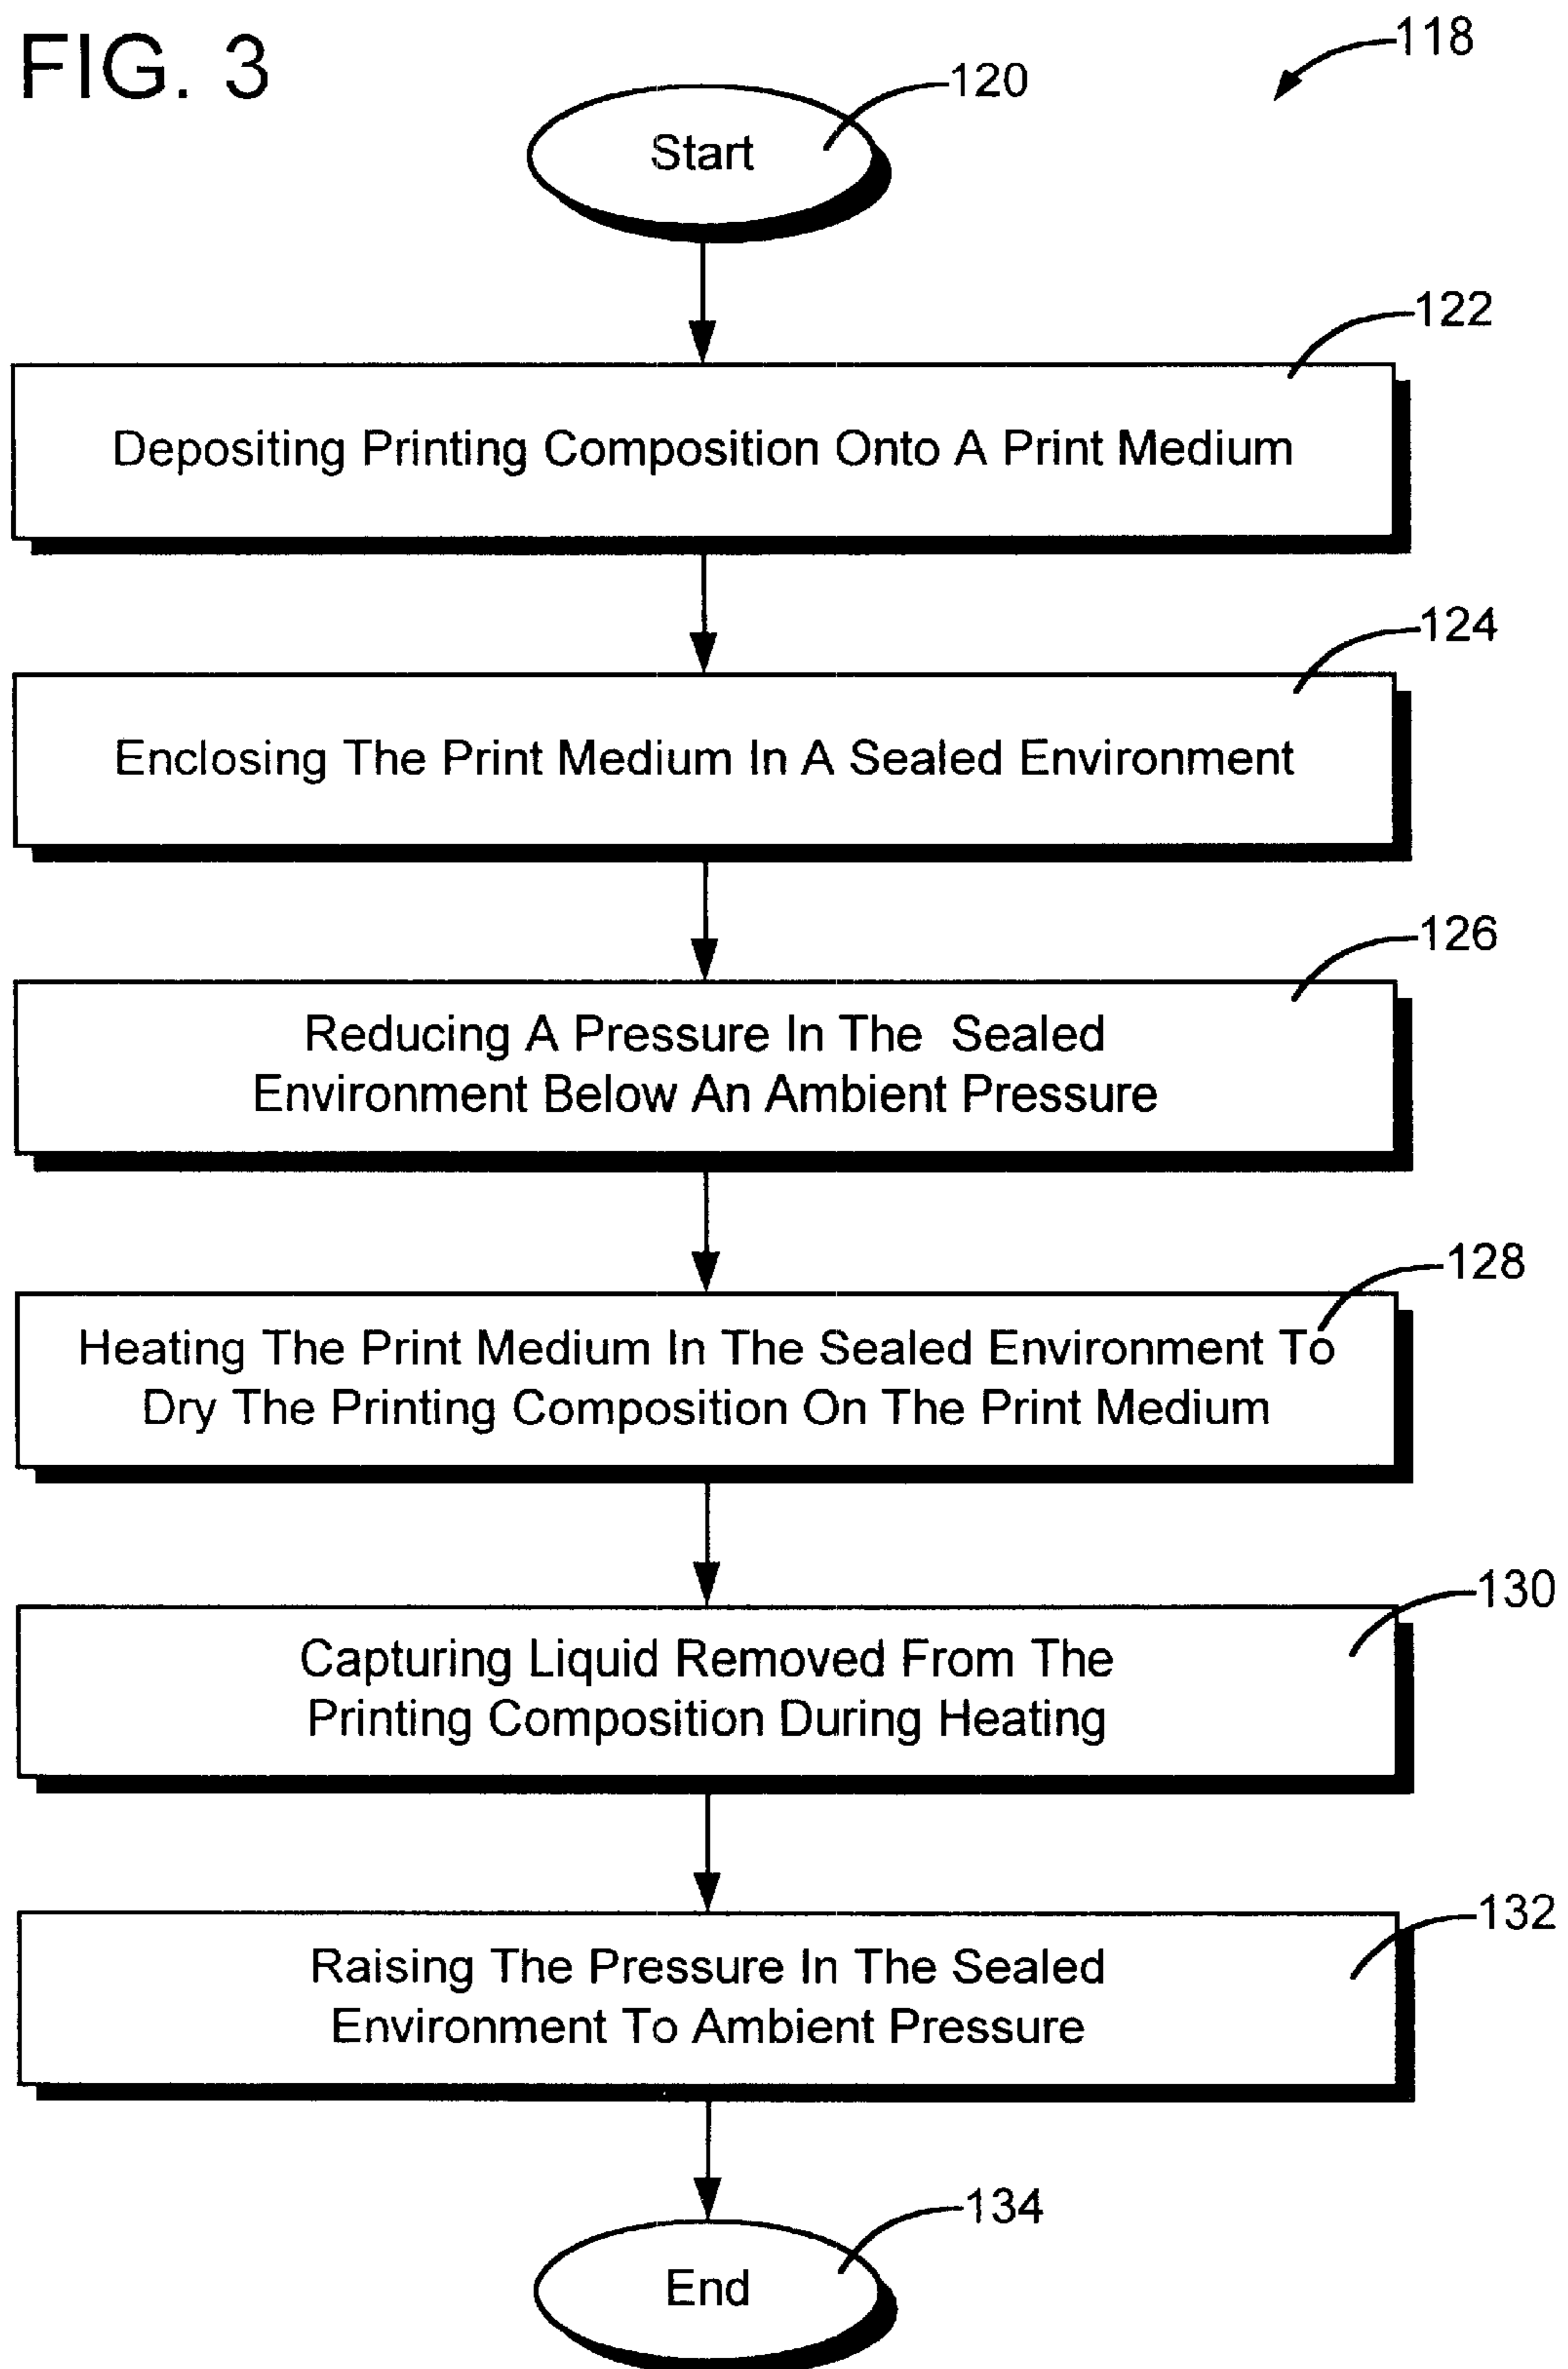 FIG. 3
118
120
Start
122
Depositing Printing Composition Onto A Print Medium
124
Enclosing The Print Medium In A Sealed Environment
126
Reducing A Pressure In The Sealed
Environment Below An Ambient Pressure
128
Heating The Print Medium In The Sealed Environment To
Dry The Printing Composition On The Print Medium
130
Capturing Liquid Removed From The
Printing Composition During Heating
132
Raising The Pressure In The Sealed
Environment To Ambient Pressure
134
End